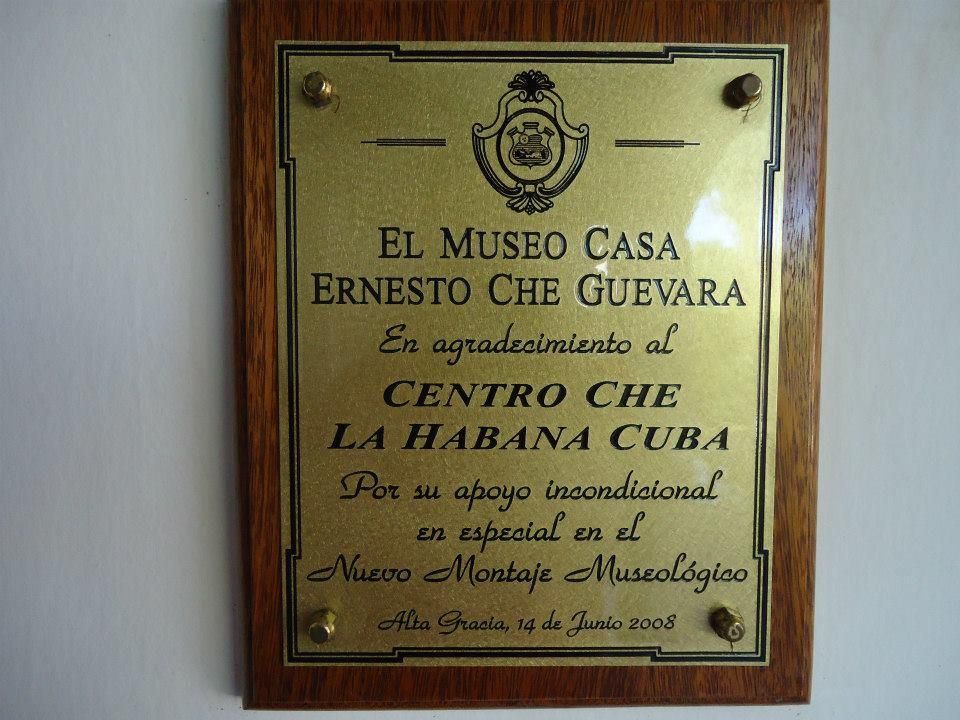 EL MUSEO CASA
ERNESTO CHE GUEVARA
En agradecimiento al
CENTRO CHE
LA HABANA CUBA
Por su apoyo incondicional
en especial en el
Nuevo Montaje Museológico
Alta Gracia, 14 de Junio 2008